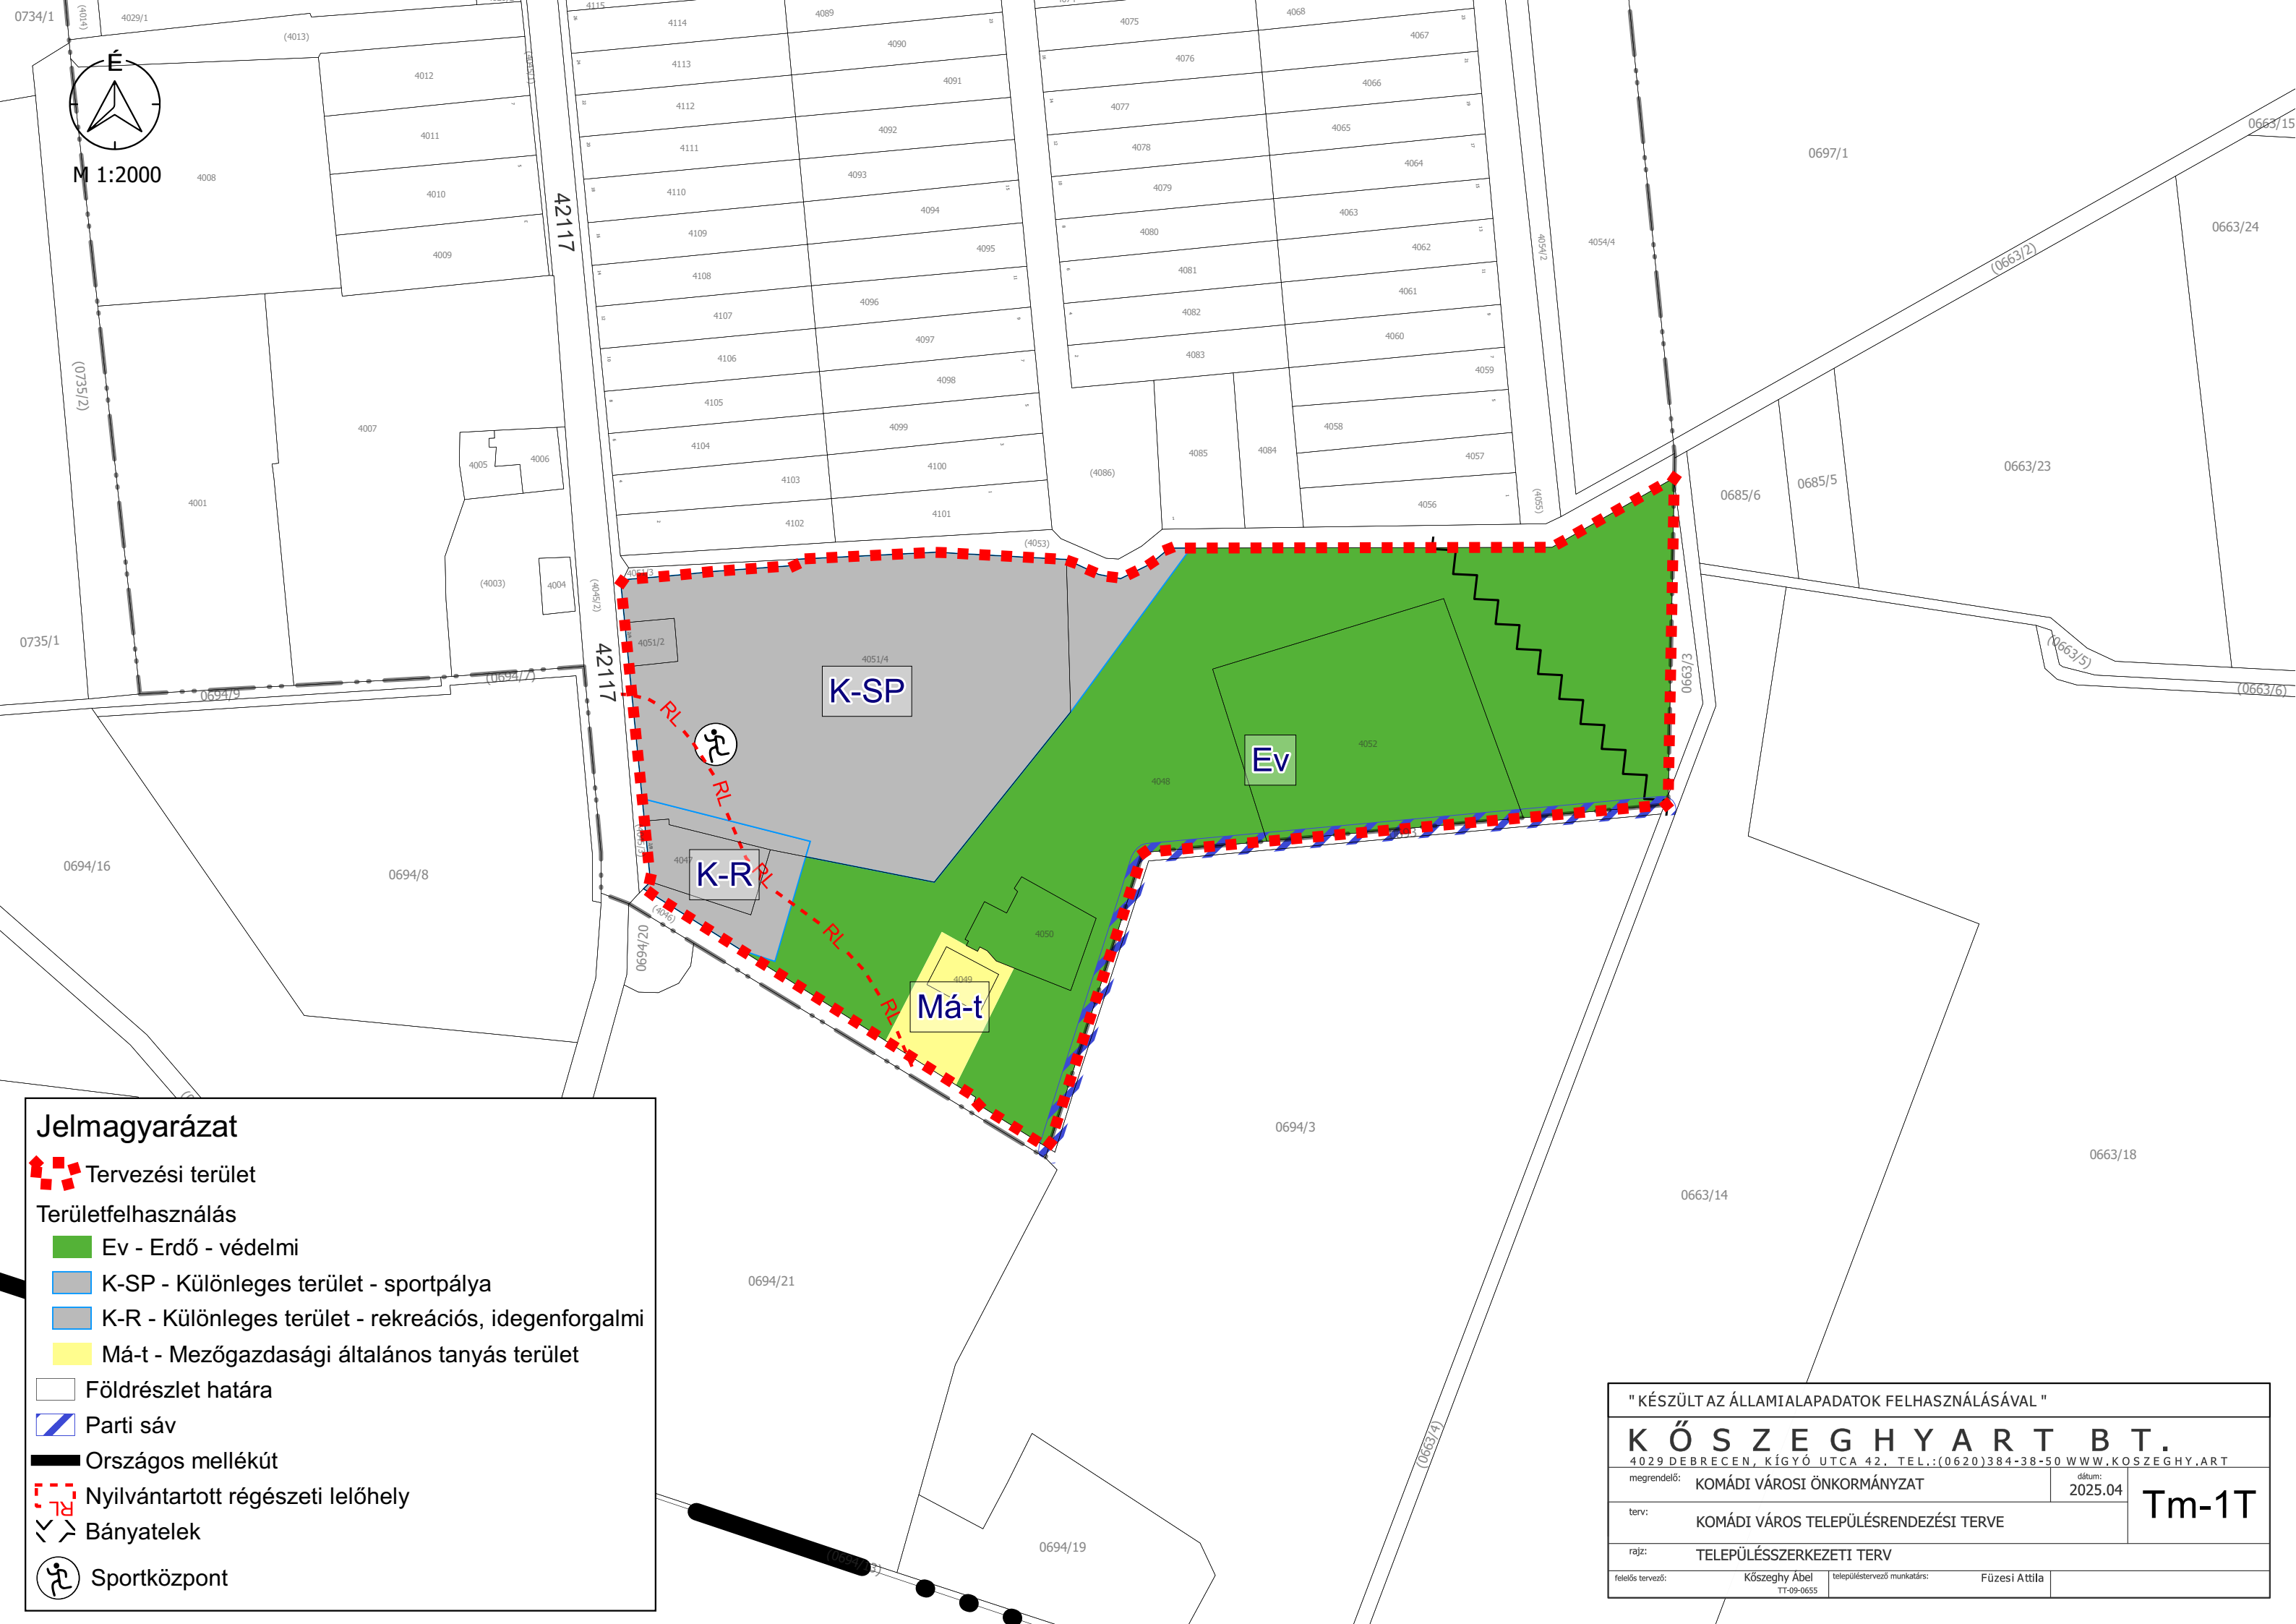 0734/1
(4014)
4029/1
(4013)
É
M 1:2000
4012
4011
4010
4009
4008
(0735/2)
4007
4001
4005
4006
(4003)
4004
(4045/2)
0735/1
0694/9
(0694/7)
42117
42117
4115
4114
4113
4112
4111
4110
4109
4108
4107
4106
4105
4104
4103
4102
4089
4090
4091
4092
4093
4094
4095
4096
4097
4098
4099
4100
4101
4075
4076
4077
4078
4079
4080
4081
4082
4083
(4086)
4085
4084
4068
4067
4066
4065
4064
4063
4062
4061
4060
4059
4058
4057
4056
4054/2
(4055)
4054/4
0697/1
0663/15
0663/24
(0663/2)
0663/23
0685/6
0685/5
(0663/5)
(0663/6)
0663/3
(4053)
4051/3
4051/2
4051/4
K-SP
RL
RL
RL
RL
RL
4047
K-R
(4046)
4048
4052
Ev
4050
4049
Má-t
0694/16
0694/8
0694/20
0694/3
0694/21
0694/19
0663/14
0663/18
(0663/4)
Jelmagyarázat
Tervezési terület
Területfelhasználás
Ev - Erdő - védelmi
K-SP - Különleges terület - sportpálya
K-R - Különleges terület - rekreációs, idegenforgalmi
Má-t - Mezőgazdasági általános tanyás terület
Földrészlet határa
Parti sáv
Országos mellékút
RL
Nyilvántartott régészeti lelőhely
Bányatelek
Sportközpont
" KÉSZÜLT AZ ÁLLAMIALAPADATOK FELHASZNÁLÁSÁVAL "
KŐSZEGHYART BT.
4029 DEBRECEN, KÍGYÓ UTCA 42. TEL.:(0620)384-38-50 WWW.KOSZEGHY.ART
megrendelő: KOMÁDI VÁROSI ÖNKORMÁNYZAT
dátum:
2025.04
Tm-1T
terv: KOMÁDI VÁROS TELEPÜLÉSRENDEZÉSI TERVE
rajz: TELEPÜLÉSSZERKEZETI TERV
felelős tervező: Kőszeghy Ábel
TT-09-0655
településtervező munkatárs: Füzesi Attila